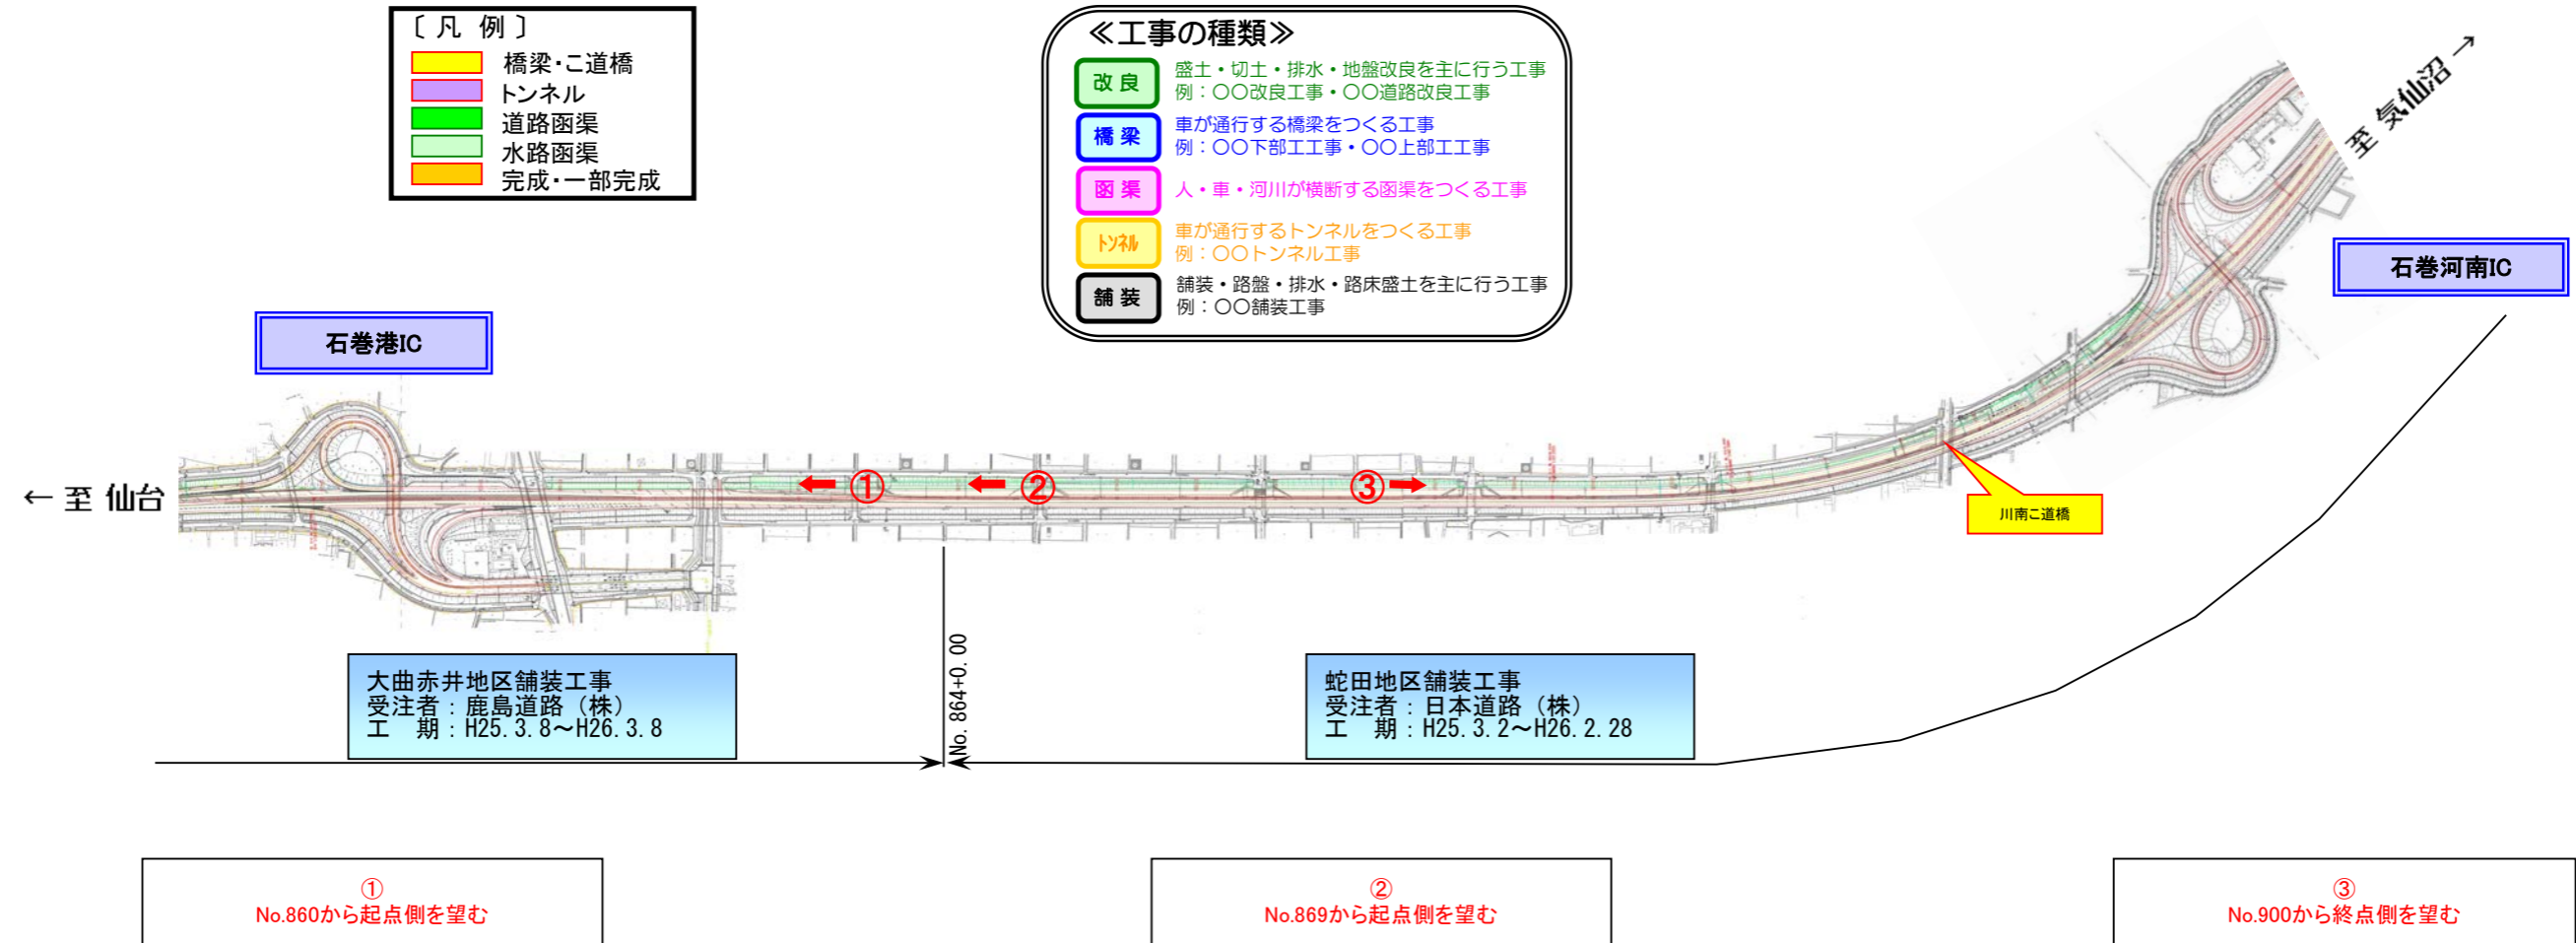 〔 凡 例 〕
橋梁・こ道橋
トンネル
道路函渠
水路函渠
完成・一部完成
≪工事の種類≫
改 良
盛土・切土・排水・地盤改良を主に行う工事
例：〇〇改良工事・〇〇道路改良工事
橋 梁
車が通行する橋梁をつくる工事
例：〇〇下部工工事・〇〇上部工工事
函 渠
人・車・河川が横断する函渠をつくる工事
トンネル
車が通行するトンネルをつくる工事
例：〇〇トンネル工事
舗 装
舗装・路盤・排水・路床盛土を主に行う工事
例：〇〇舗装工事
至 気仙沼 →
石巻河南IC
石巻港IC
← 至 仙台
①
②
③
川南こ道橋
No. 864+0. 00
大曲赤井地区舗装工事
受注者：鹿島道路（株）
工　期：H25. 3. 8～H26. 3. 8
蛇田地区舗装工事
受注者：日本道路（株）
工　期：H25. 3. 2～H26. 2. 28
①
No.860から起点側を望む
②
No.869から起点側を望む
③
No.900から終点側を望む